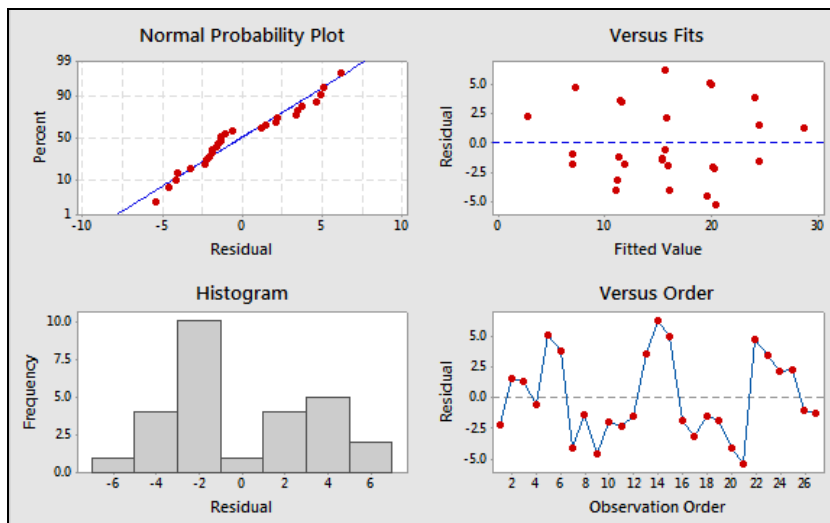 Normal Probability Plot
99
90
50
10
1
Percent
-10 -5 0 5 10
Residual
Versus Fits
5.0
2.5
0.0
-2.5
-5.0
Residual
0 10 20 30
Fitted Value
Histogram
10.0
7.5
5.0
2.5
0.0
Frequency
-6 -4 -2 0 2 4 6
Residual
Versus Order
5.0
2.5
0.0
-2.5
-5.0
Residual
2 4 6 8 10 12 14 16 18 20 22 24 26
Observation Order